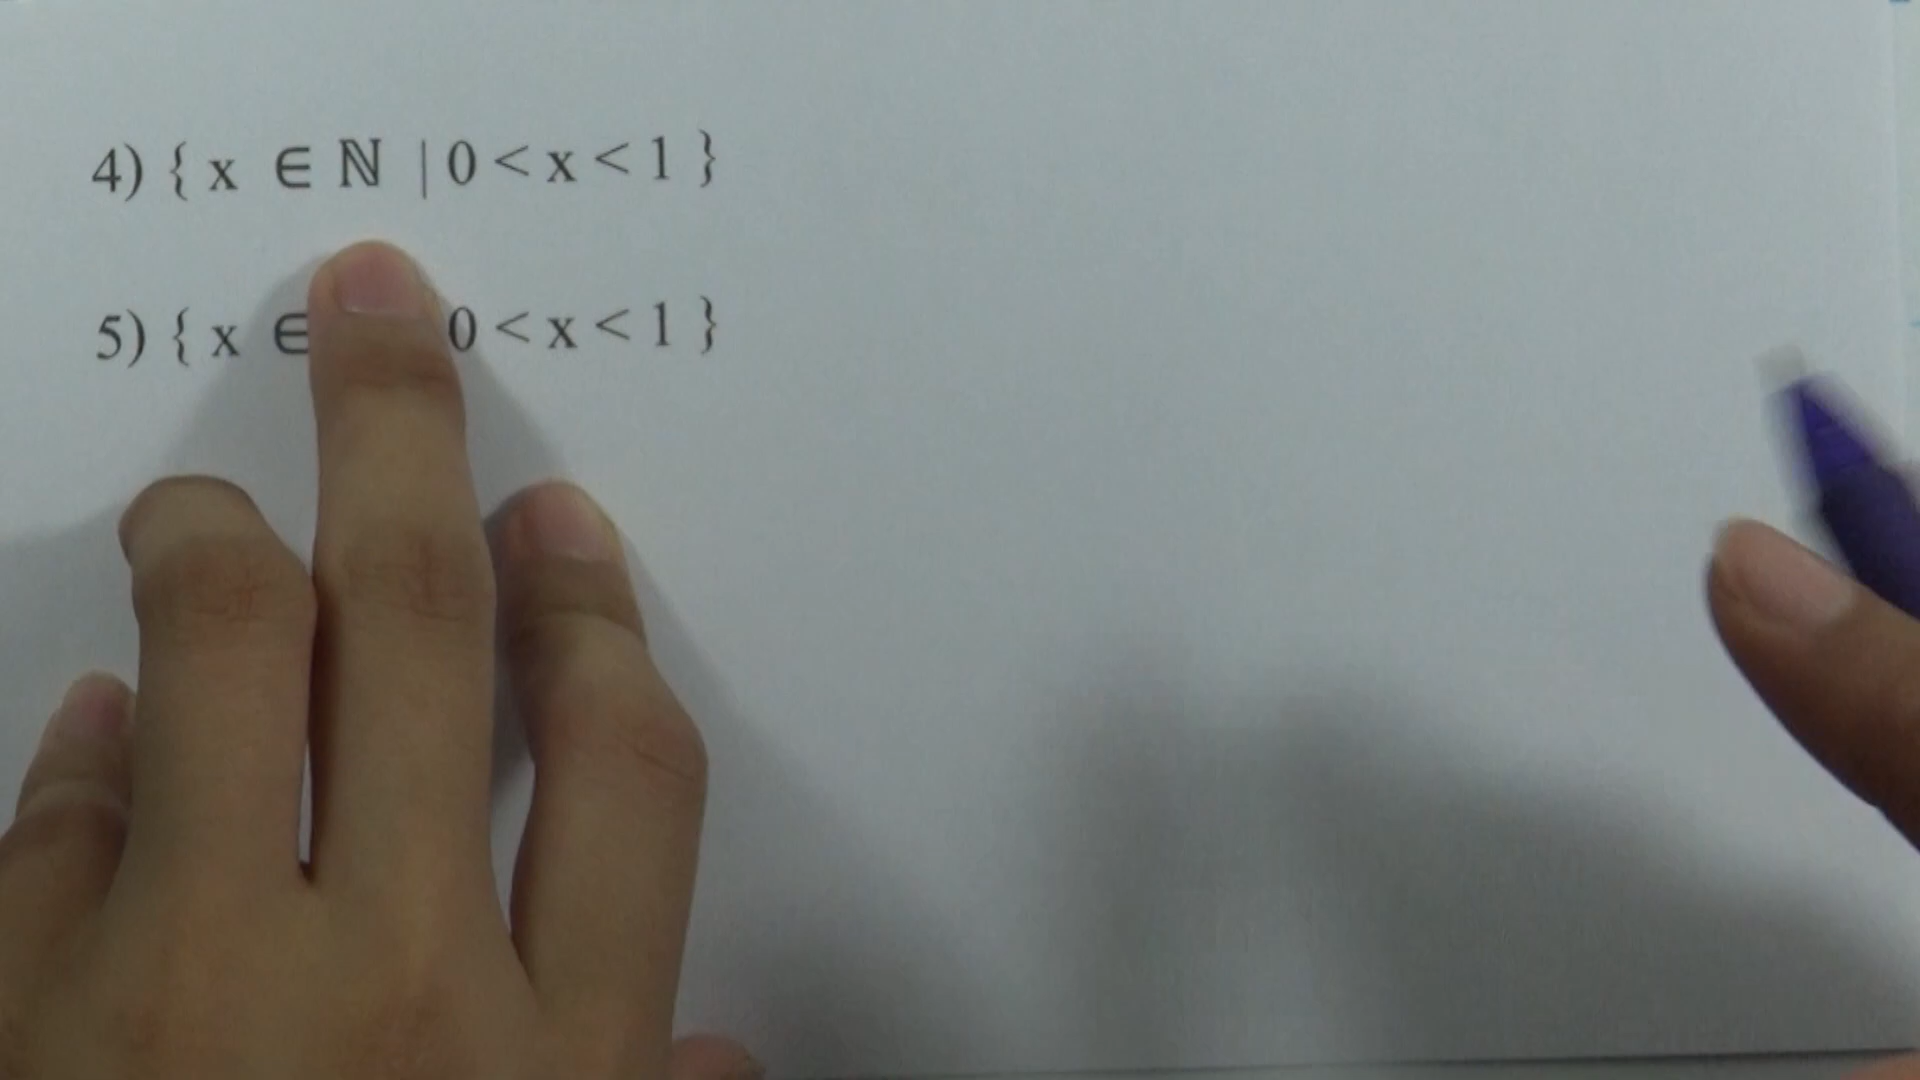 4) { x ∈ ℕ | 0 < x < 1 }
5) { x ∈ 0 < x < 1 }